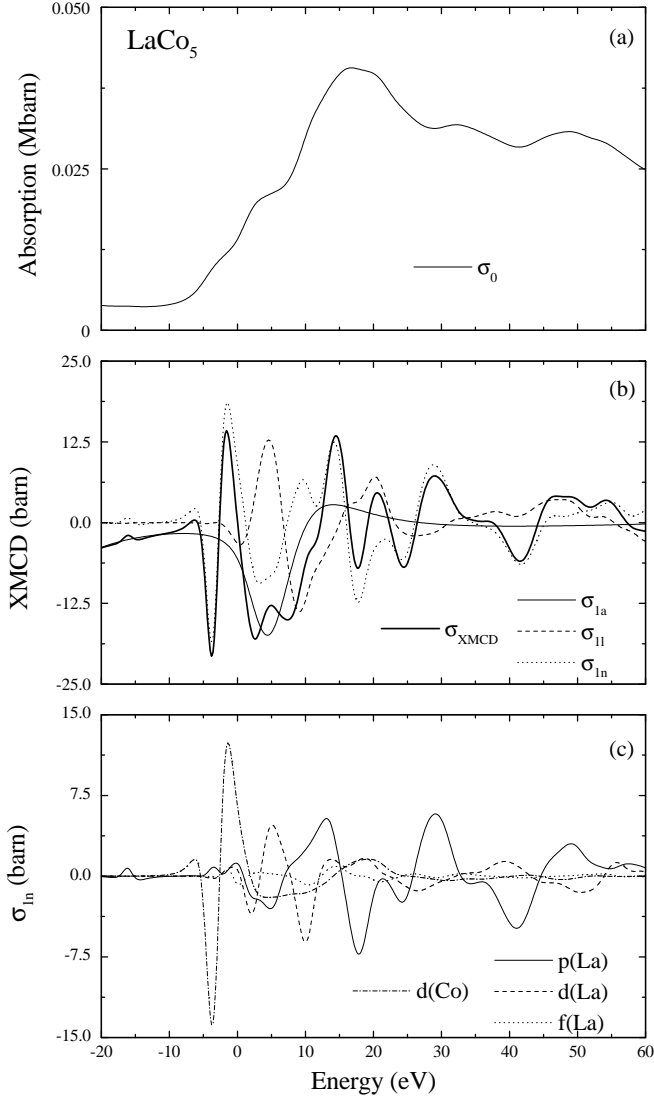 0.050
LaCo5
(a)
Absorption (Mbarn)
0.025
σ0
0
25.0
(b)
12.5
XMCD (barn)
0.0
σ1a
-12.5
σXMCD
σ1l
σ1n
-25.0
15.0
(c)
7.5
σ1n (barn)
0.0
-7.5
p(La)
d(Co)
d(La)
f(La)
-15.0
-20 -10 0 10 20 30 40 50 60
Energy (eV)